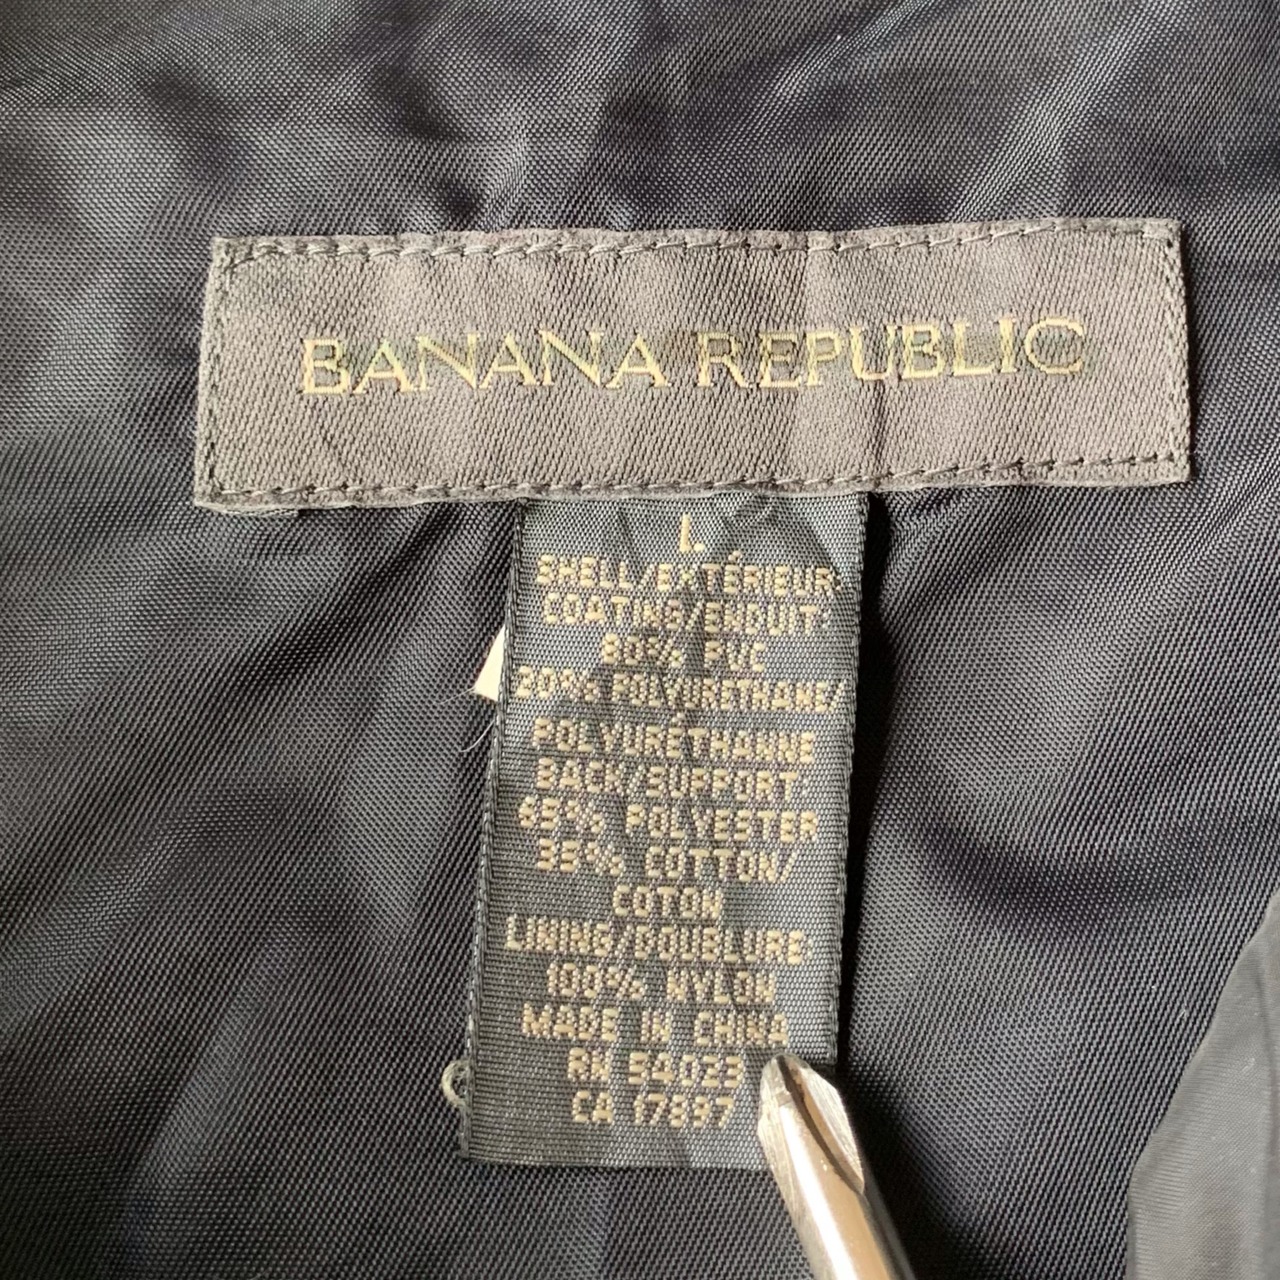 BANANA REPUBLIC
L
SHELL/EXTÉRIEUR:
COATING/ENDUIT:
80% PVC
20% POLYURETHANE/
POLYURÉTHANNE
BACK/SUPPORT:
65% POLYESTER
35% COTTON/
COTON
LINING/DOUBLURE
100% NYLON
MADE IN CHINA
RN 54023
CA 17897